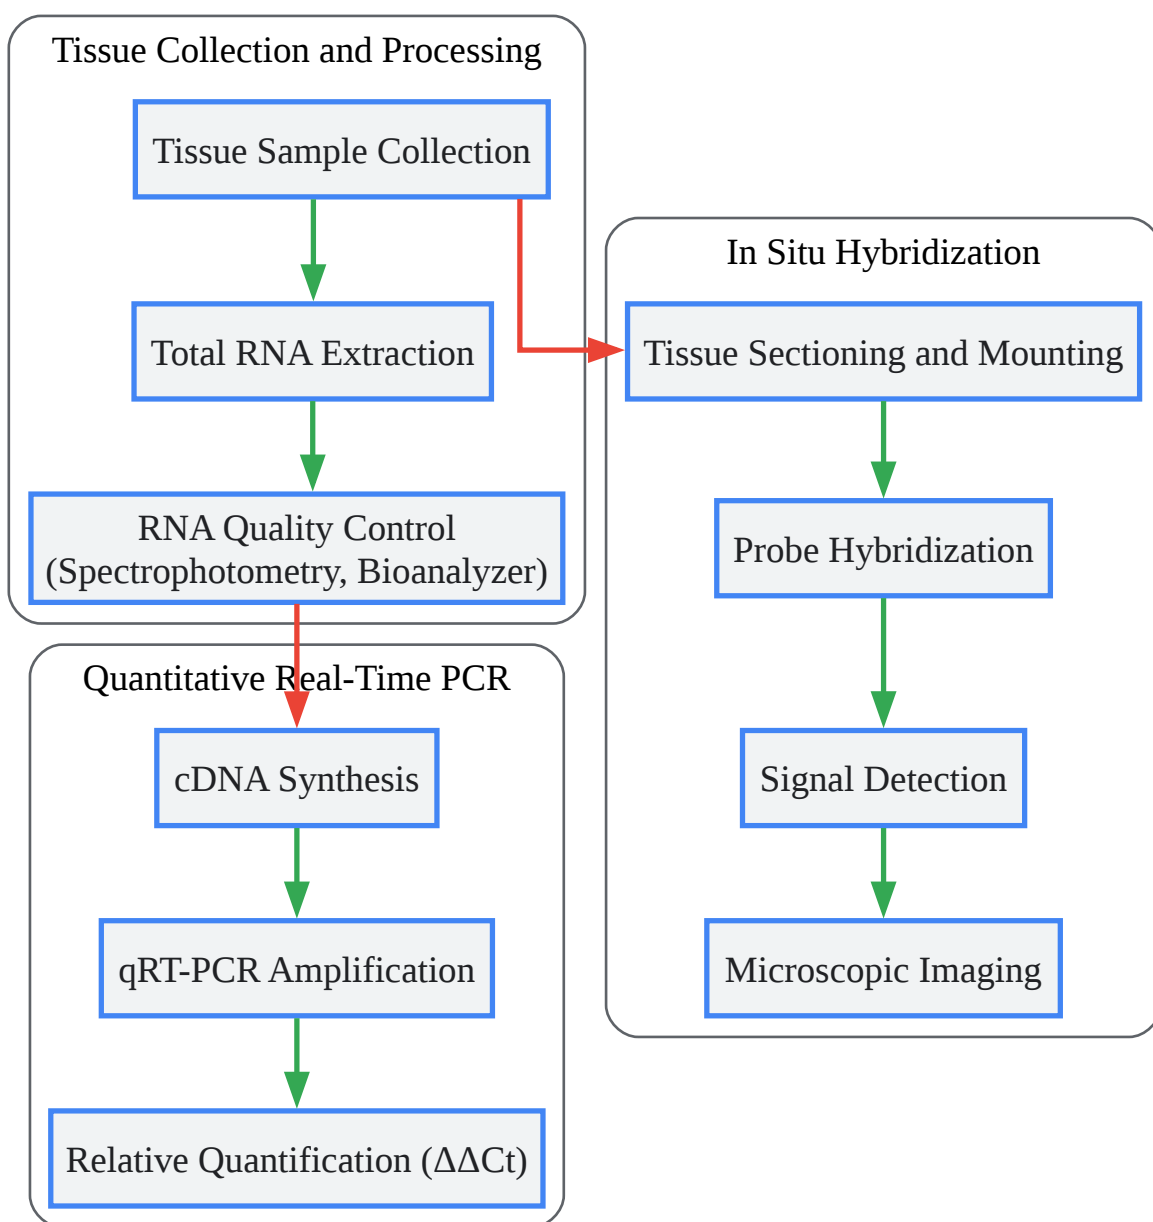 Tissue Collection and Processing
Tissue Sample Collection
Total RNA Extraction
RNA Quality Control
(Spectrophotometry, Bioanalyzer)
Quantitative Real-Time PCR
cDNA Synthesis
qRT-PCR Amplification
Relative Quantification (ΔΔCt)
In Situ Hybridization
Tissue Sectioning and Mounting
Probe Hybridization
Signal Detection
Microscopic Imaging